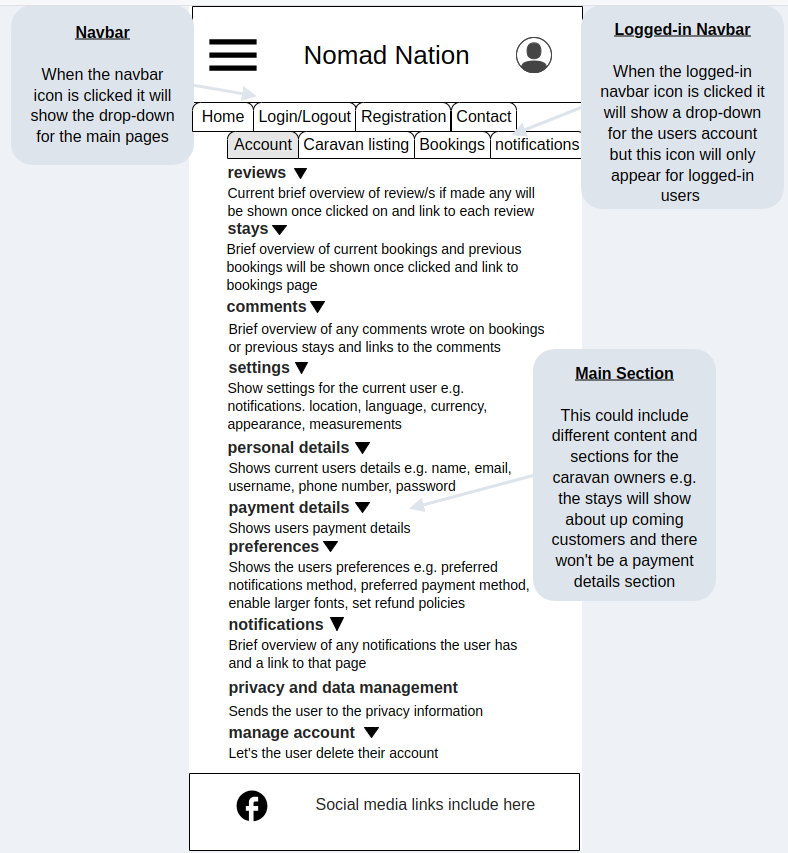 Navbar
When the navbar
icon is clicked it will
show the drop-down
for the main pages
Nomad Nation
Logged-in Navbar
When the logged-in
navbar icon is clicked it
will show a drop-down
for the users account
but this icon will only
appear for logged-in
users
Home Login/Logout Registration Contact
Account Caravan listing Bookings notifications
reviews
Current brief overview of review/s if made any will
be shown once clicked on and link to each review
stays
Brief overview of current bookings and previous
bookings will be shown once clicked and link to
bookings page
comments
Brief overview of any comments wrote on bookings
or previous stays and links to the comments
settings
Show settings for the current user e.g.
notifications. location, language, currency,
appearance, measurements
personal details
Shows current users details e.g. name, email,
username, phone number, password
payment details
Shows users payment details
preferences
Shows the users preferences e.g. preferred
notifications method, preferred payment method,
enable larger fonts, set refund policies
notifications
Brief overview of any notifications the user has
and a link to that page
privacy and data management
Sends the user to the privacy information
manage account
Let's the user delete their account
Main Section
This could include
different content and
sections for the
caravan owners e.g.
the stays will show
about up coming
customers and there
won't be a payment
details section
Social media links include here